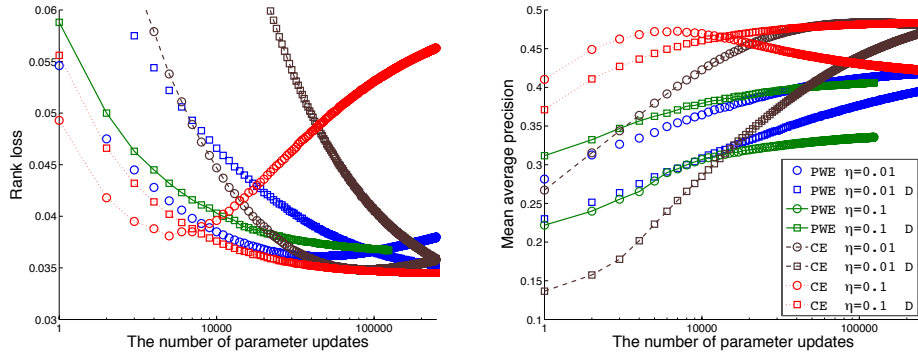 0.06
0.055
0.05
0.045
0.04
0.035
0.03
Rank loss
1
10000
100000
The number of parameter updates
0.5
0.45
0.4
0.35
0.3
0.25
0.2
0.15
0.1
Mean average precision
1
10000
100000
The number of parameter updates
PWE η=0.01
PWE η=0.01 D
PWE η=0.1
PWE η=0.1 D
CE η=0.01
CE η=0.01 D
CE η=0.1
CE η=0.1 D